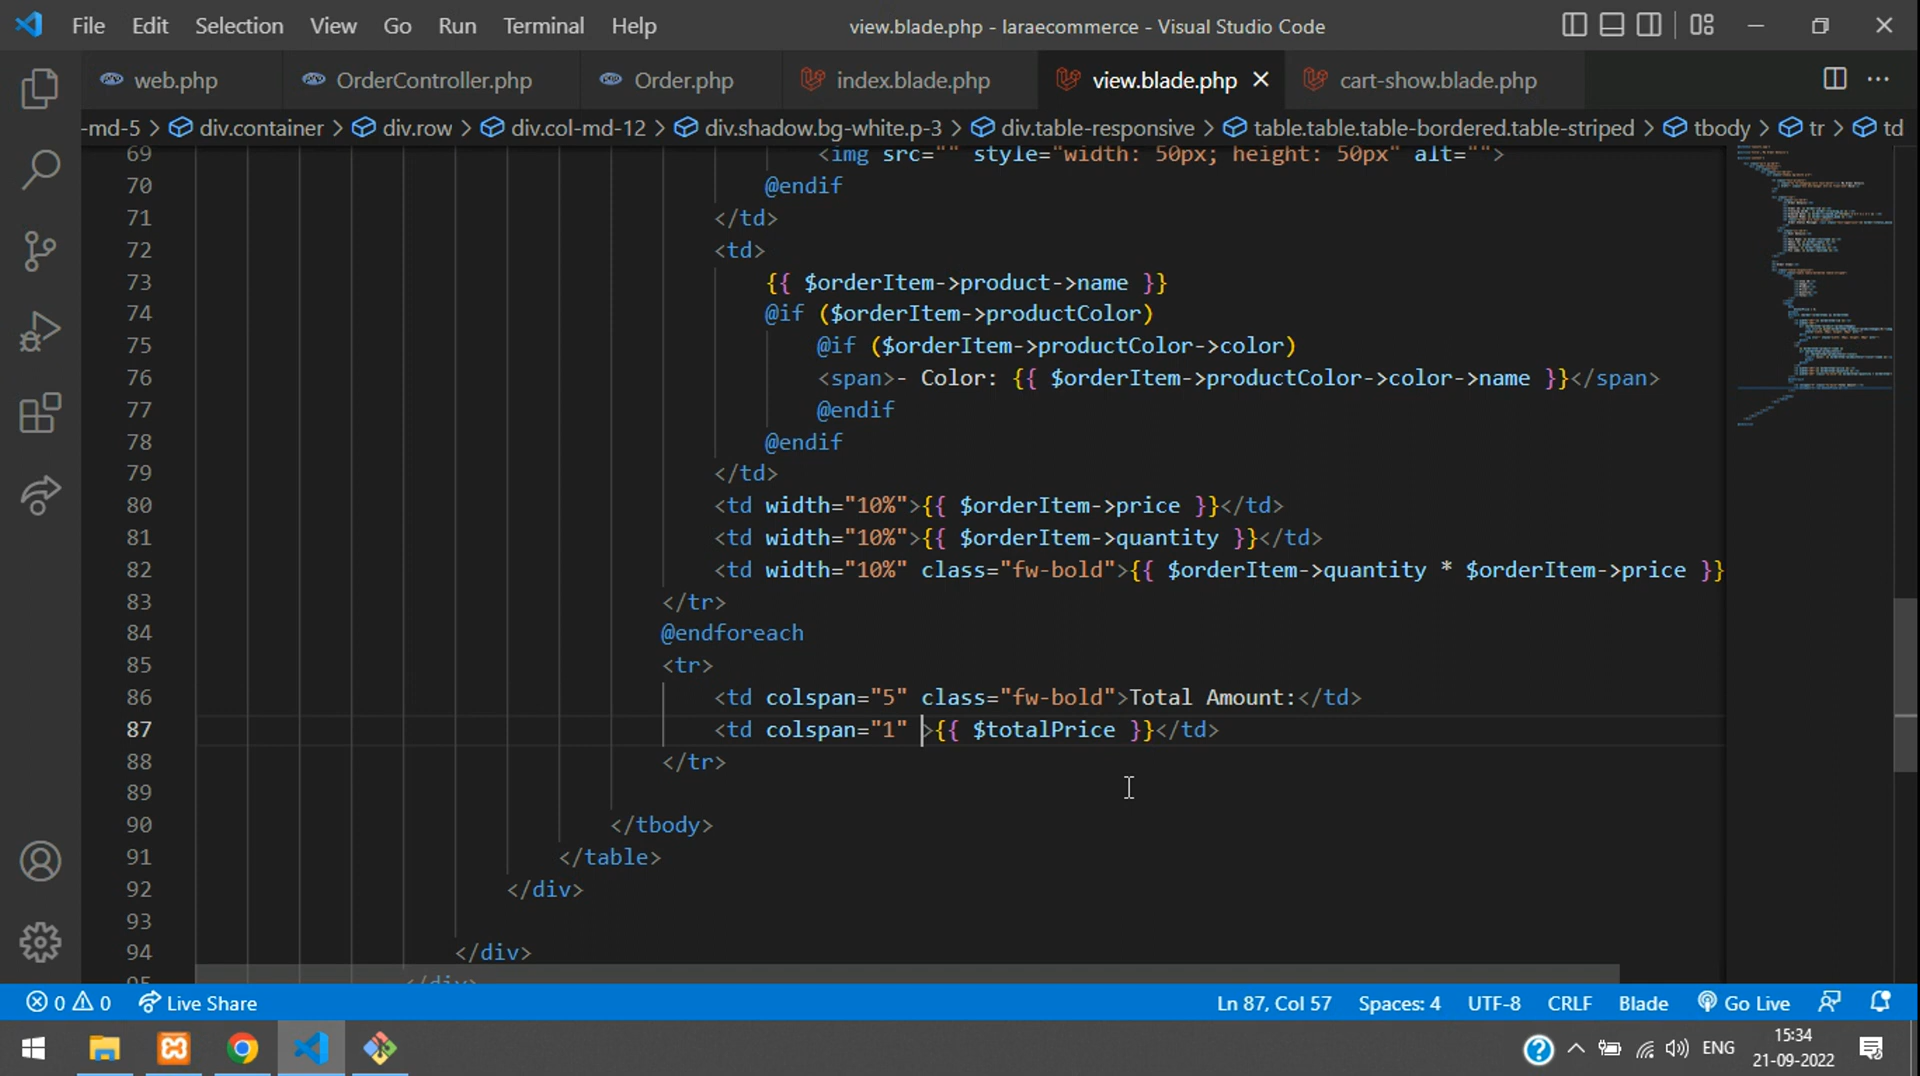 File Edit Selection View Go Run Terminal Help view.blade.php - laraecommerce - Visual Studio Code
web.php OrderController.php Order.php index.blade.php view.blade.php cart-show.blade.php
-md-5 > div.container > div.row > div.col-md-12 > div.shadow.bg-white.p-3 > div.table-responsive > table.table.table-bordered.table-striped > tbody > tr > td
69 <img src="" style="width: 50px; height: 50px" alt="">
70 @endif
71 </td>
72 <td>
73 {{ $orderItem->product->name }}
74 @if ($orderItem->productColor)
75 @if ($orderItem->productColor->color)
76 <span>- Color: {{ $orderItem->productColor->color->name }}</span>
77 @endif
78 @endif
79 </td>
80 <td width="10%">{{ $orderItem->price }}</td>
81 <td width="10%">{{ $orderItem->quantity }}</td>
82 <td width="10%" class="fw-bold">{{ $orderItem->quantity * $orderItem->price }}
83 </tr>
84 @endforeach
85 <tr>
86 <td colspan="5" class="fw-bold">Total Amount:</td>
87 <td colspan="1" >{{ $totalPrice }}</td>
88 </tr>
89
90 </tbody>
91 </table>
92 </div>
93
94 </div>
95 </div>
0 0 Live Share Ln 87, Col 57 Spaces: 4 UTF-8 CRLF Blade Go Live
ENG 15:34
21-09-2022